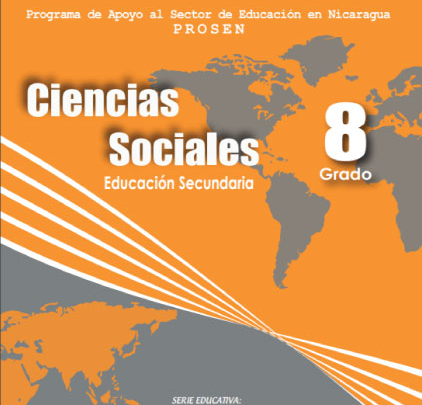 Programa de Apoyo al Sector de Educación en Nicaragua
PROSEN
Ciencias
Sociales
Educación Secundaria
8
Grado
SERIE EDUCATIVA: